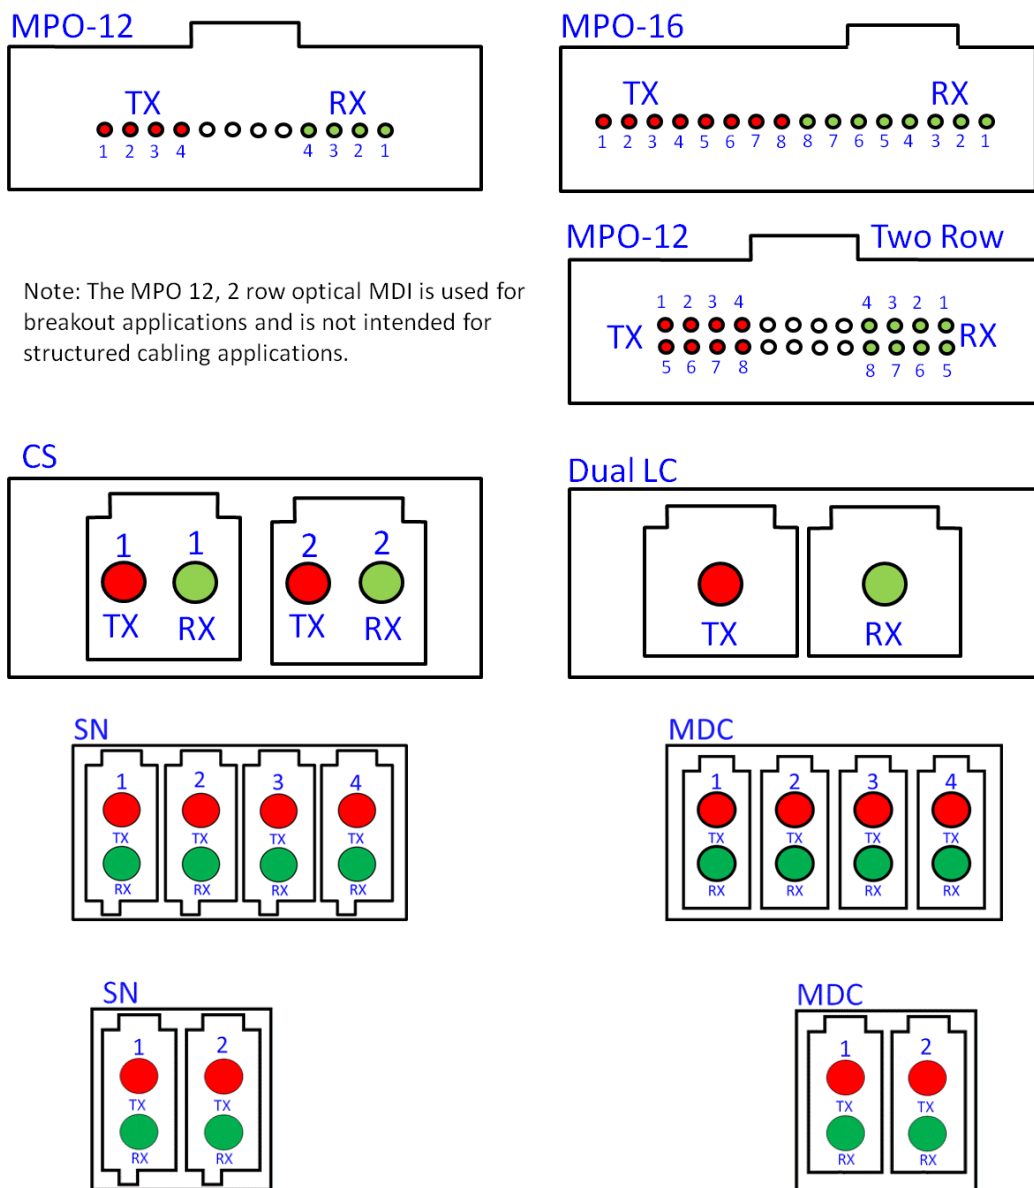 MPO-12
TX RX
1 2 3 4 4 3 2 1
MPO-16
TX RX
1 2 3 4 5 6 7 8 8 7 6 5 4 3 2 1
Note: The MPO 12, 2 row optical MDI is used for
breakout applications and is not intended for
structured cabling applications.
MPO-12 Two Row
1 2 3 4 4 3 2 1
TX RX
5 6 7 8 8 7 6 5
CS
1 1 2 2
TX RX TX RX
Dual LC
TX RX
SN
1 2 3 4
TX TX TX TX
RX RX RX RX
MDC
1 2 3 4
TX TX TX TX
RX RX RX RX
SN
1 2
TX TX
RX RX
MDC
1 2
TX TX
RX RX